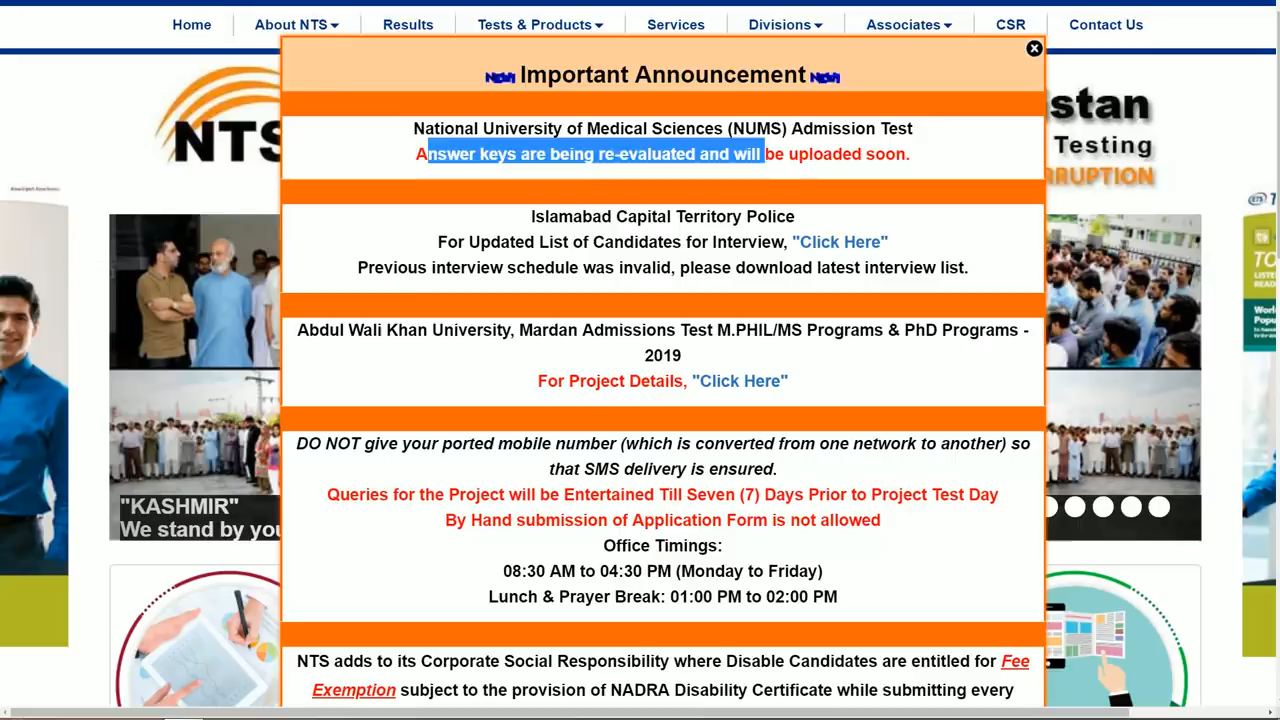 Home About NTS Results Tests & Products Services Divisions Associates CSR Contact Us
Important Announcement
National University of Medical Sciences (NUMS) Admission Test
Answer keys are being re-evaluated and will be uploaded soon.
Islamabad Capital Territory Police
For Updated List of Candidates for Interview, "Click Here"
Previous interview schedule was invalid, please download latest interview list.
Abdul Wali Khan University, Mardan Admissions Test M.PHIL/MS Programs & PhD Programs -
2019
For Project Details, "Click Here"
DO NOT give your ported mobile number (which is converted from one network to another) so
that SMS delivery is ensured.
Queries for the Project will be Entertained Till Seven (7) Days Prior to Project Test Day
By Hand submission of Application Form is not allowed
Office Timings:
08:30 AM to 04:30 PM (Monday to Friday)
Lunch & Prayer Break: 01:00 PM to 02:00 PM
NTS adds to its Corporate Social Responsibility where Disable Candidates are entitled for Fee
Exemption subject to the provision of NADRA Disability Certificate while submitting every
NTS
stan
Testing
RRUPTION
"KASHMIR"
We stand by you